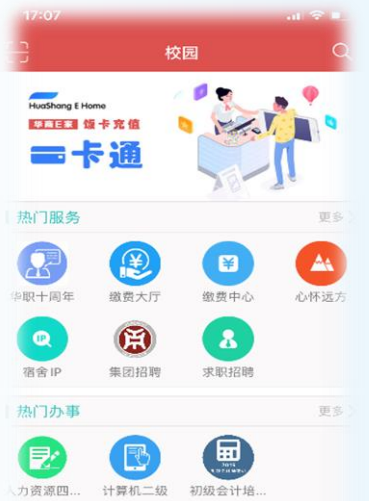 17:07
校园
HuaShang E Home
华商E家 饭卡充值
一卡通
热门服务 更多
华职十周年 缴费大厅 缴费中心 心怀远方
宿舍IP 集团招聘 求职招聘
热门办事 更多
人力资源四... 计算机二级 初级会计培...